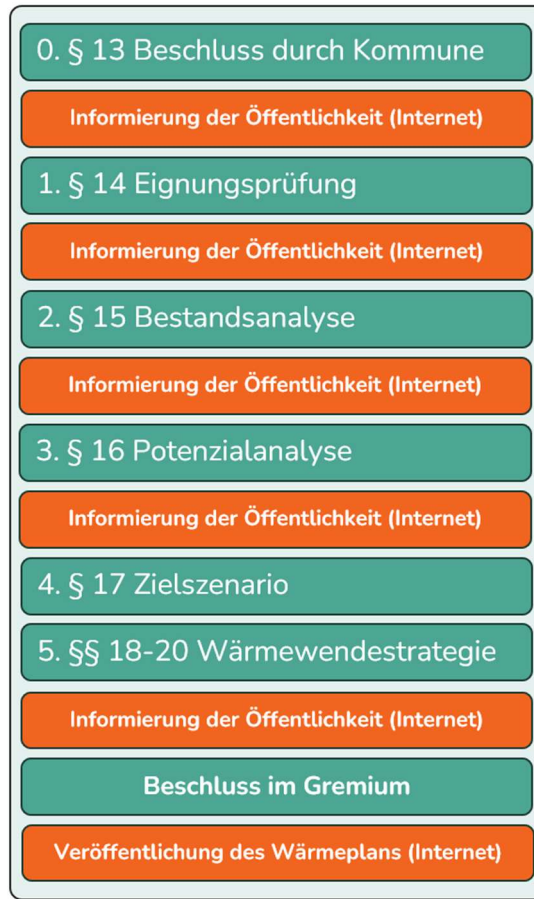 0. § 13 Beschluss durch Kommune
Informierung der Öffentlichkeit (Internet)
1. § 14 Eignungsprüfung
Informierung der Öffentlichkeit (Internet)
2. § 15 Bestandsanalyse
Informierung der Öffentlichkeit (Internet)
3. § 16 Potenzialanalyse
Informierung der Öffentlichkeit (Internet)
4. § 17 Zielszenario
5. §§ 18-20 Wärmewendestrategie
Informierung der Öffentlichkeit (Internet)
Beschluss im Gremium
Veröffentlichung des Wärmeplans (Internet)